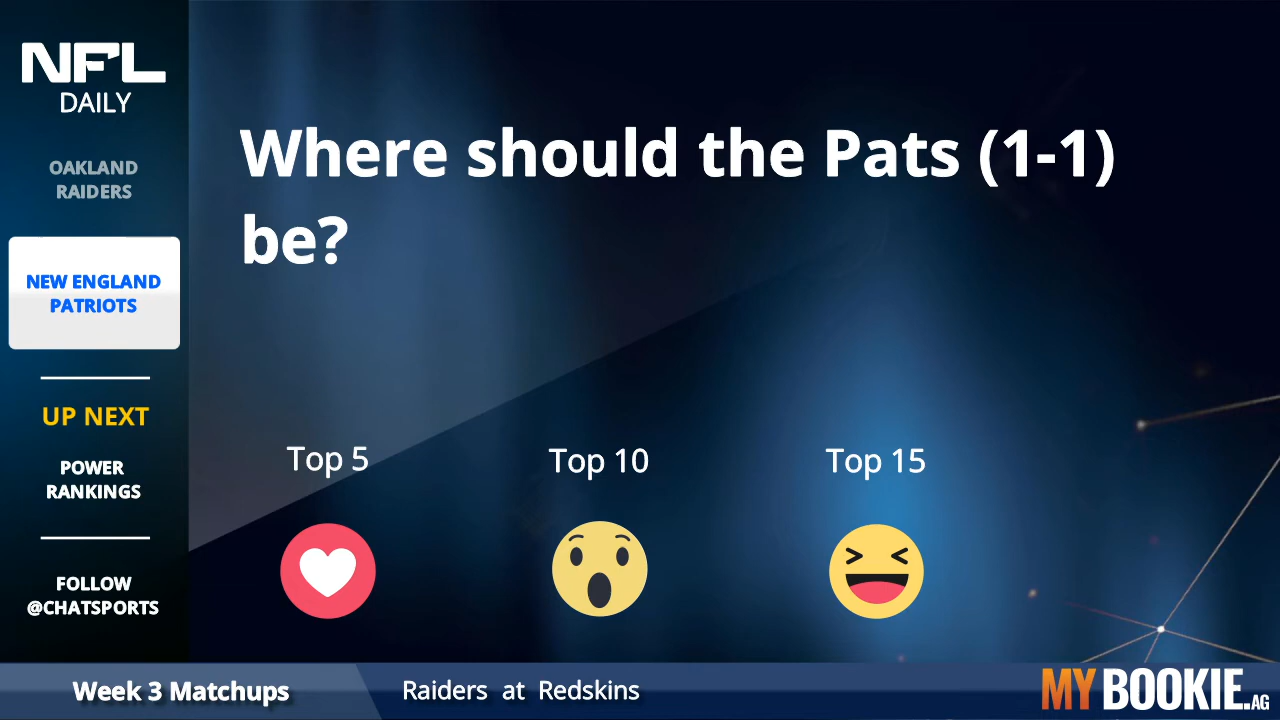 NFL
DAILY
OAKLAND
RAIDERS
NEW ENGLAND
PATRIOTS
UP NEXT
POWER
RANKINGS
FOLLOW
@CHATSPORTS
Where should the Pats (1-1)
be?
Top 5
Top 10
Top 15
Week 3 Matchups
Raiders at Redskins
MYBOOKIE.AG